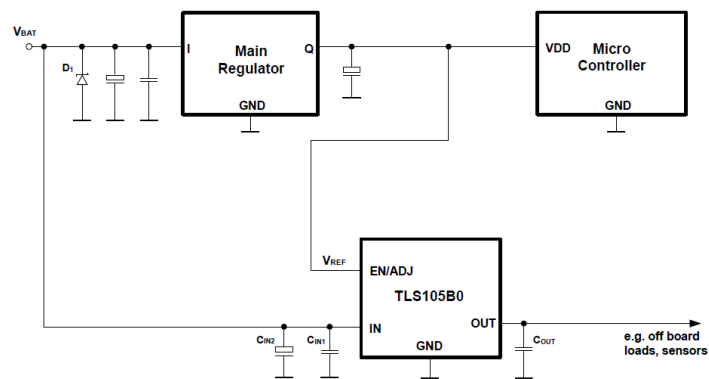 VBAT
I
Main
Regulator
Q
GND
D1
VDD
Micro
Controller
GND
VREF
EN/ADJ
TLS105B0
IN
OUT
GND
CIN2
CIN1
COUT
e.g. off board
loads, sensors